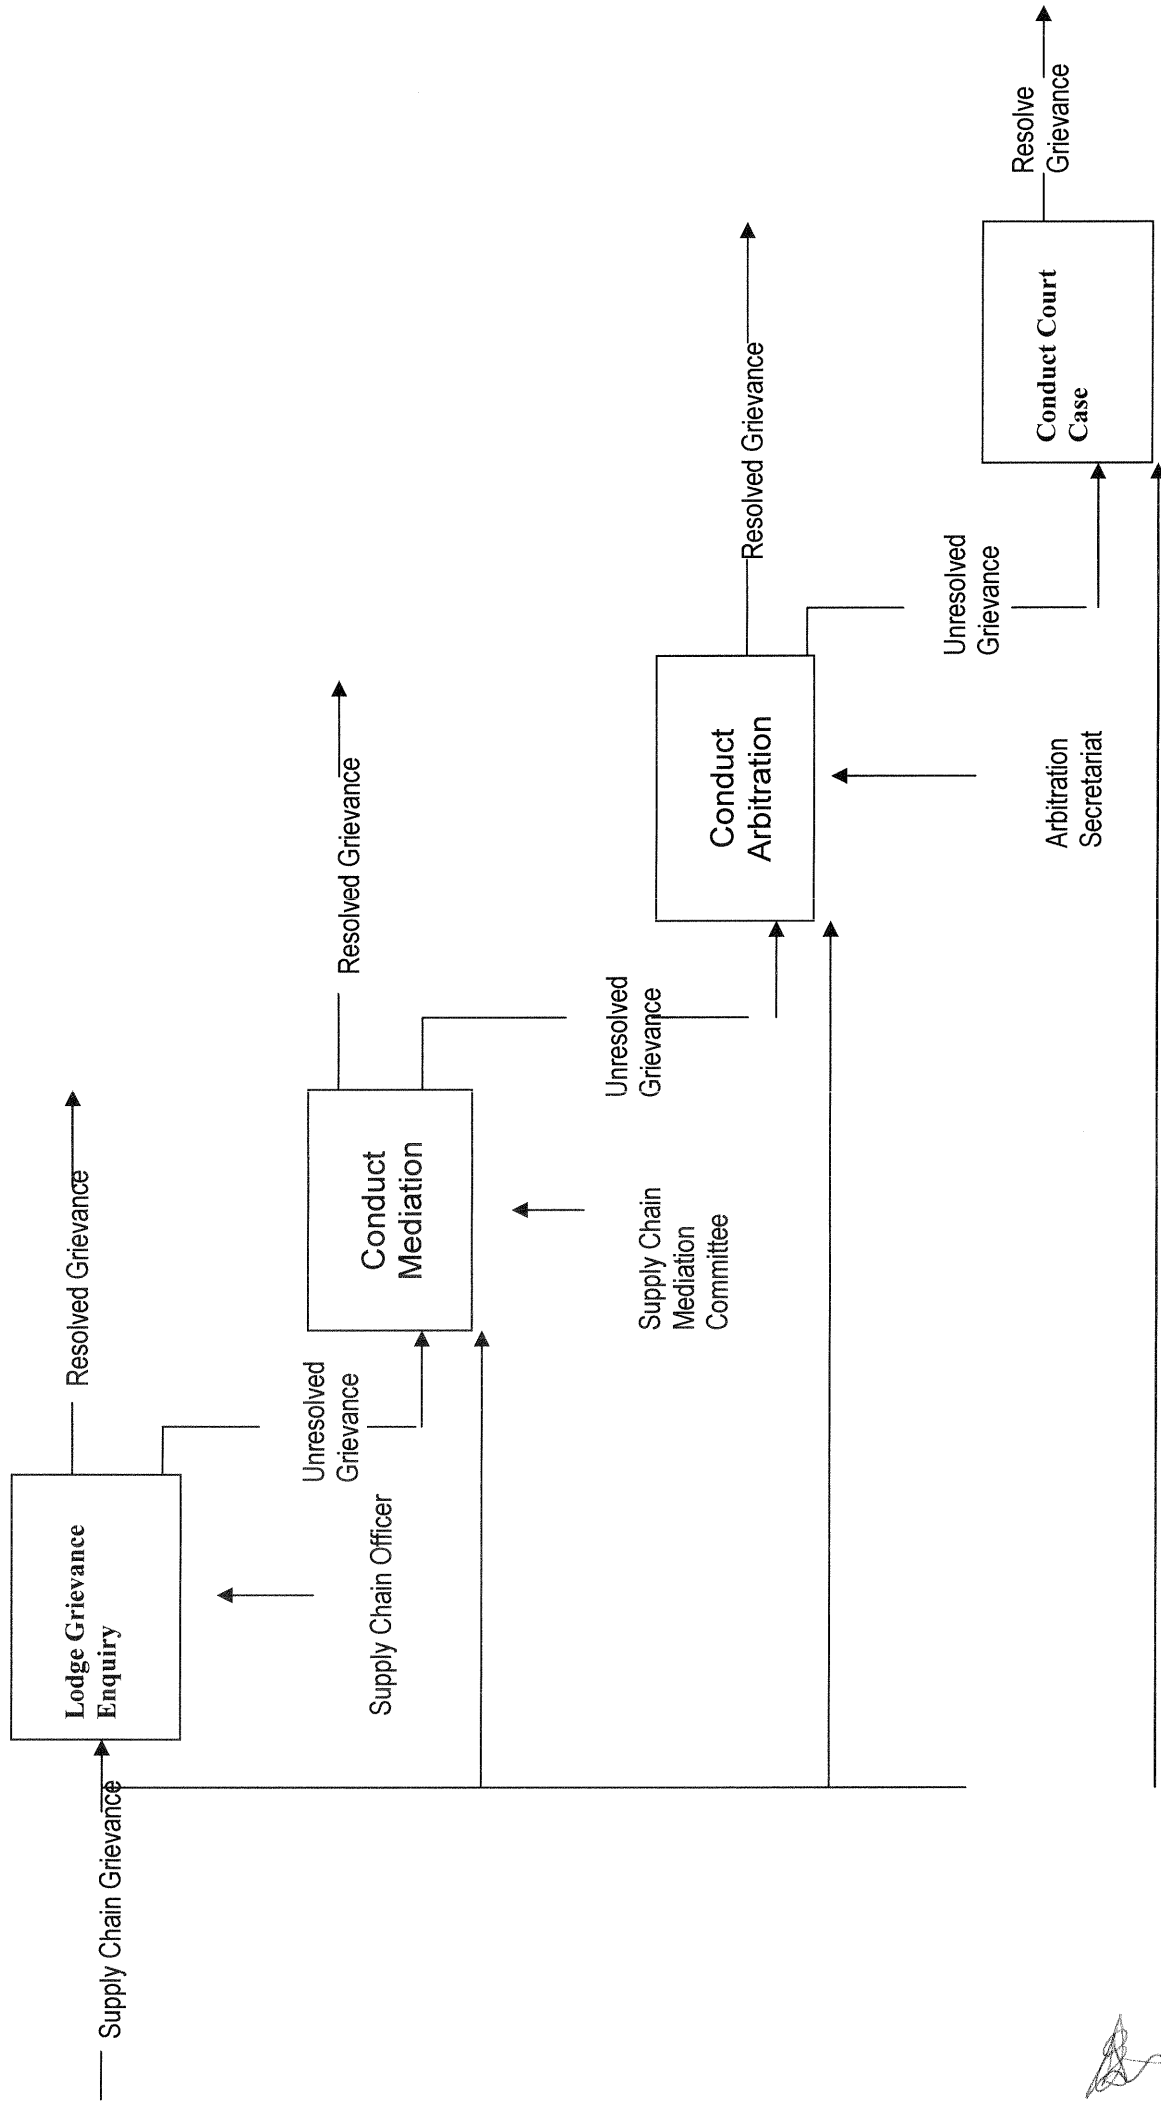 Supply Chain Grievance
Lodge Grievance
Enquiry
Resolved Grievance
Supply Chain Officer
Unresolved
Grievance
Conduct
Mediation
Resolved Grievance
Supply Chain
Mediation
Committee
Unresolved
Grievance
Conduct
Arbitration
Resolved Grievance
Arbitration
Secretariat
Unresolved
Grievance
Conduct Court
Case
Resolve
Grievance